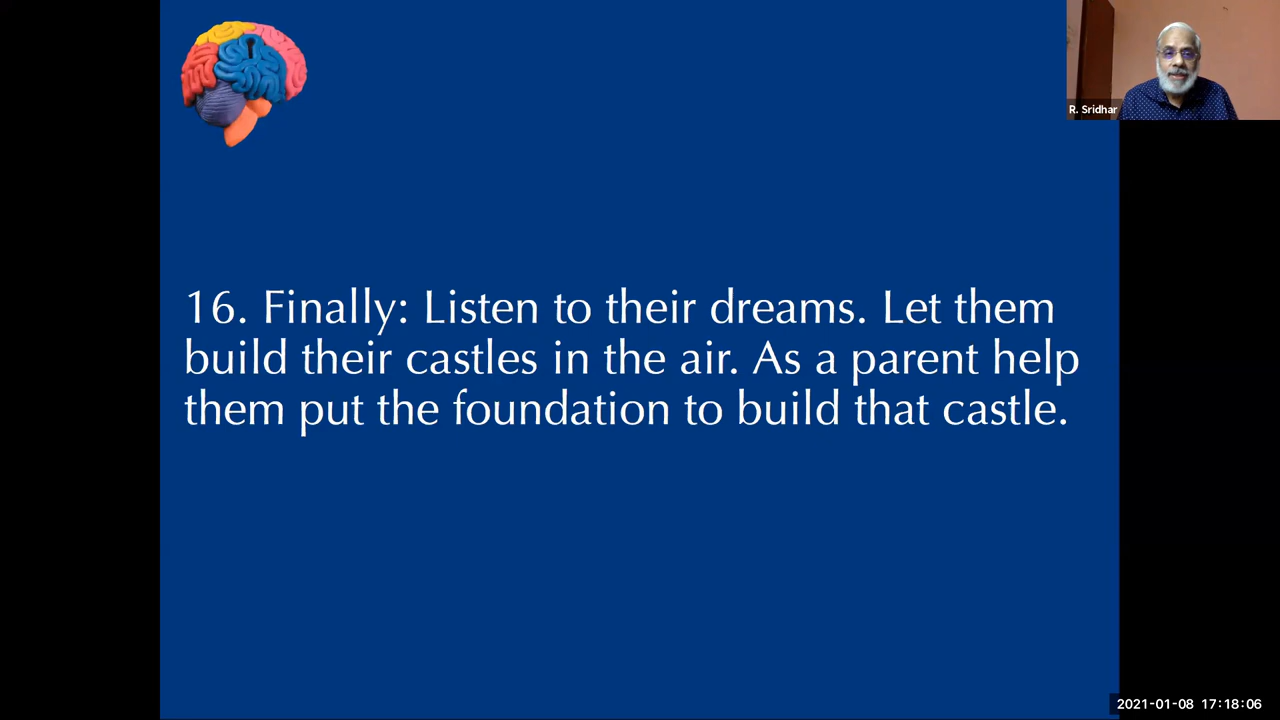 R. Sridhar
16. Finally: Listen to their dreams. Let them
build their castles in the air. As a parent help
them put the foundation to build that castle.
2021-01-08 17:18:06